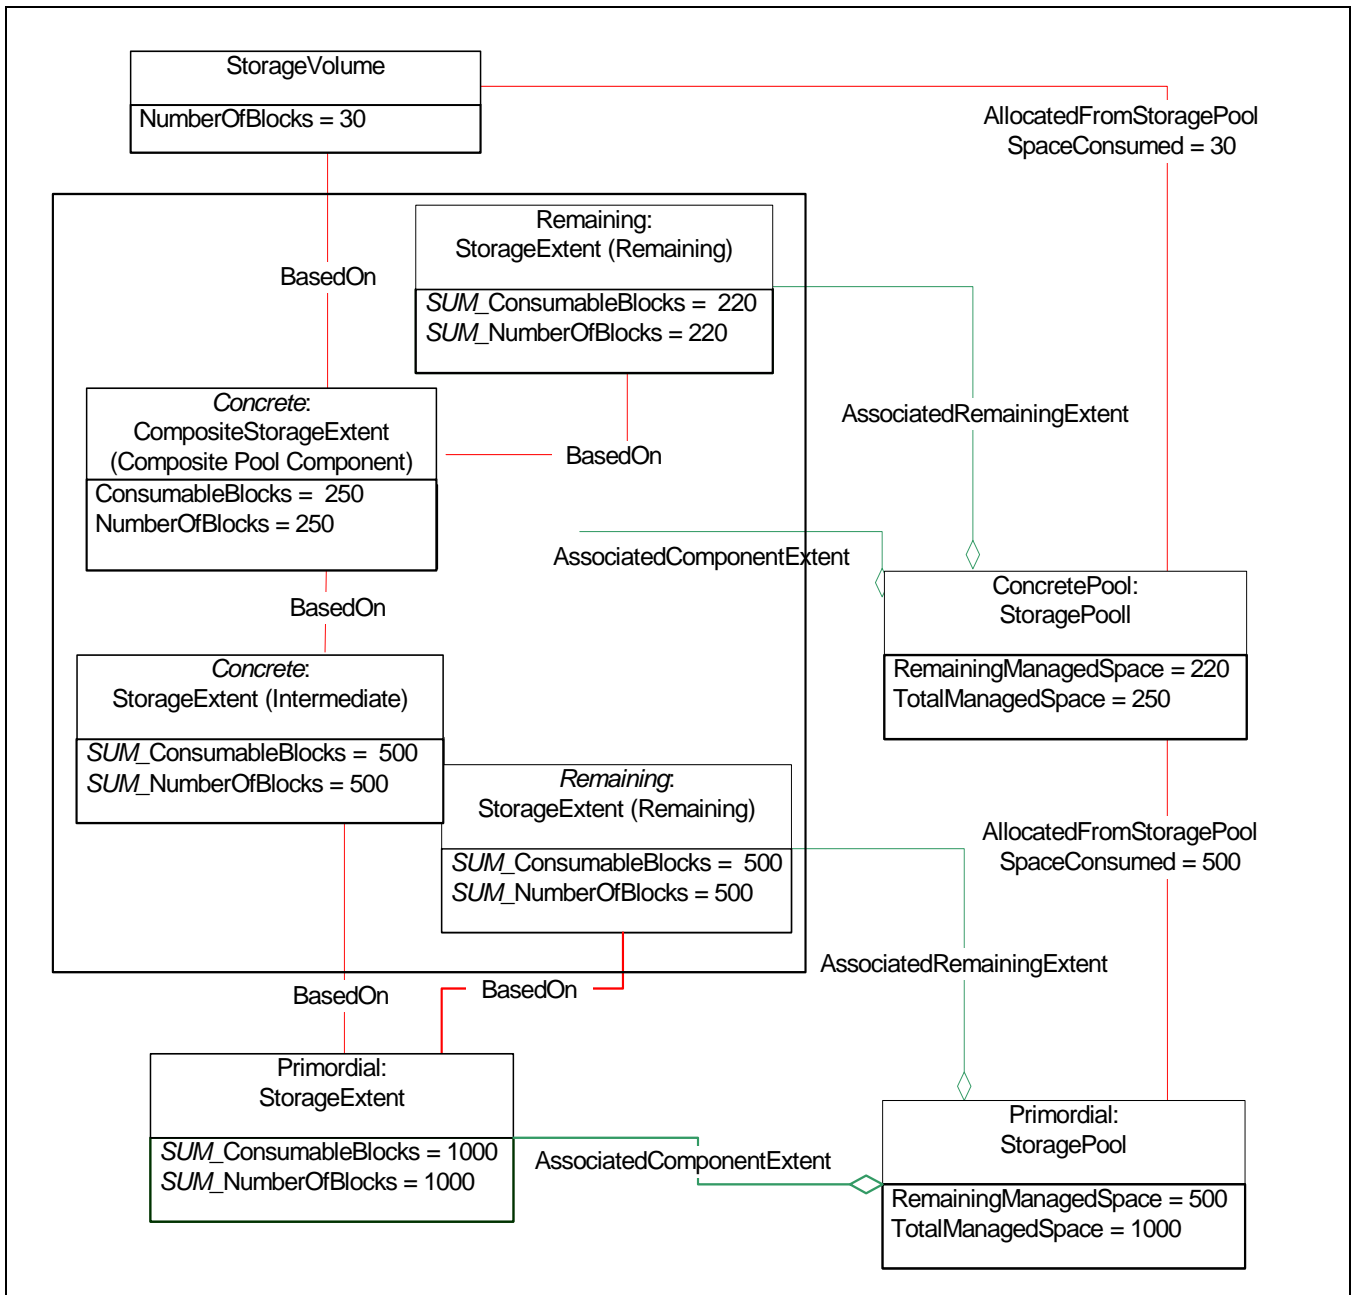 StorageVolume
NumberOfBlocks = 30
AllocatedFromStoragePool
SpaceConsumed = 30
Remaining:
StorageExtent (Remaining)
SUM_ConsumableBlocks =  220
SUM_NumberOfBlocks = 220
BasedOn
AssociatedRemainingExtent
Concrete:
CompositeStorageExtent
(Composite Pool Component)
ConsumableBlocks =  250
NumberOfBlocks = 250
BasedOn
AssociatedComponentExtent
ConcretePool:
StoragePooll
RemainingManagedSpace = 220
TotalManagedSpace = 250
BasedOn
Concrete:
StorageExtent (Intermediate)
SUM_ConsumableBlocks =  500
SUM_NumberOfBlocks = 500
Remaining:
StorageExtent (Remaining)
SUM_ConsumableBlocks =  500
SUM_NumberOfBlocks = 500
AllocatedFromStoragePool
SpaceConsumed = 500
AssociatedRemainingExtent
BasedOn
BasedOn
Primordial:
StorageExtent
SUM_ConsumableBlocks = 1000
SUM_NumberOfBlocks = 1000
AssociatedComponentExtent
Primordial:
StoragePool
RemainingManagedSpace = 500
TotalManagedSpace = 1000